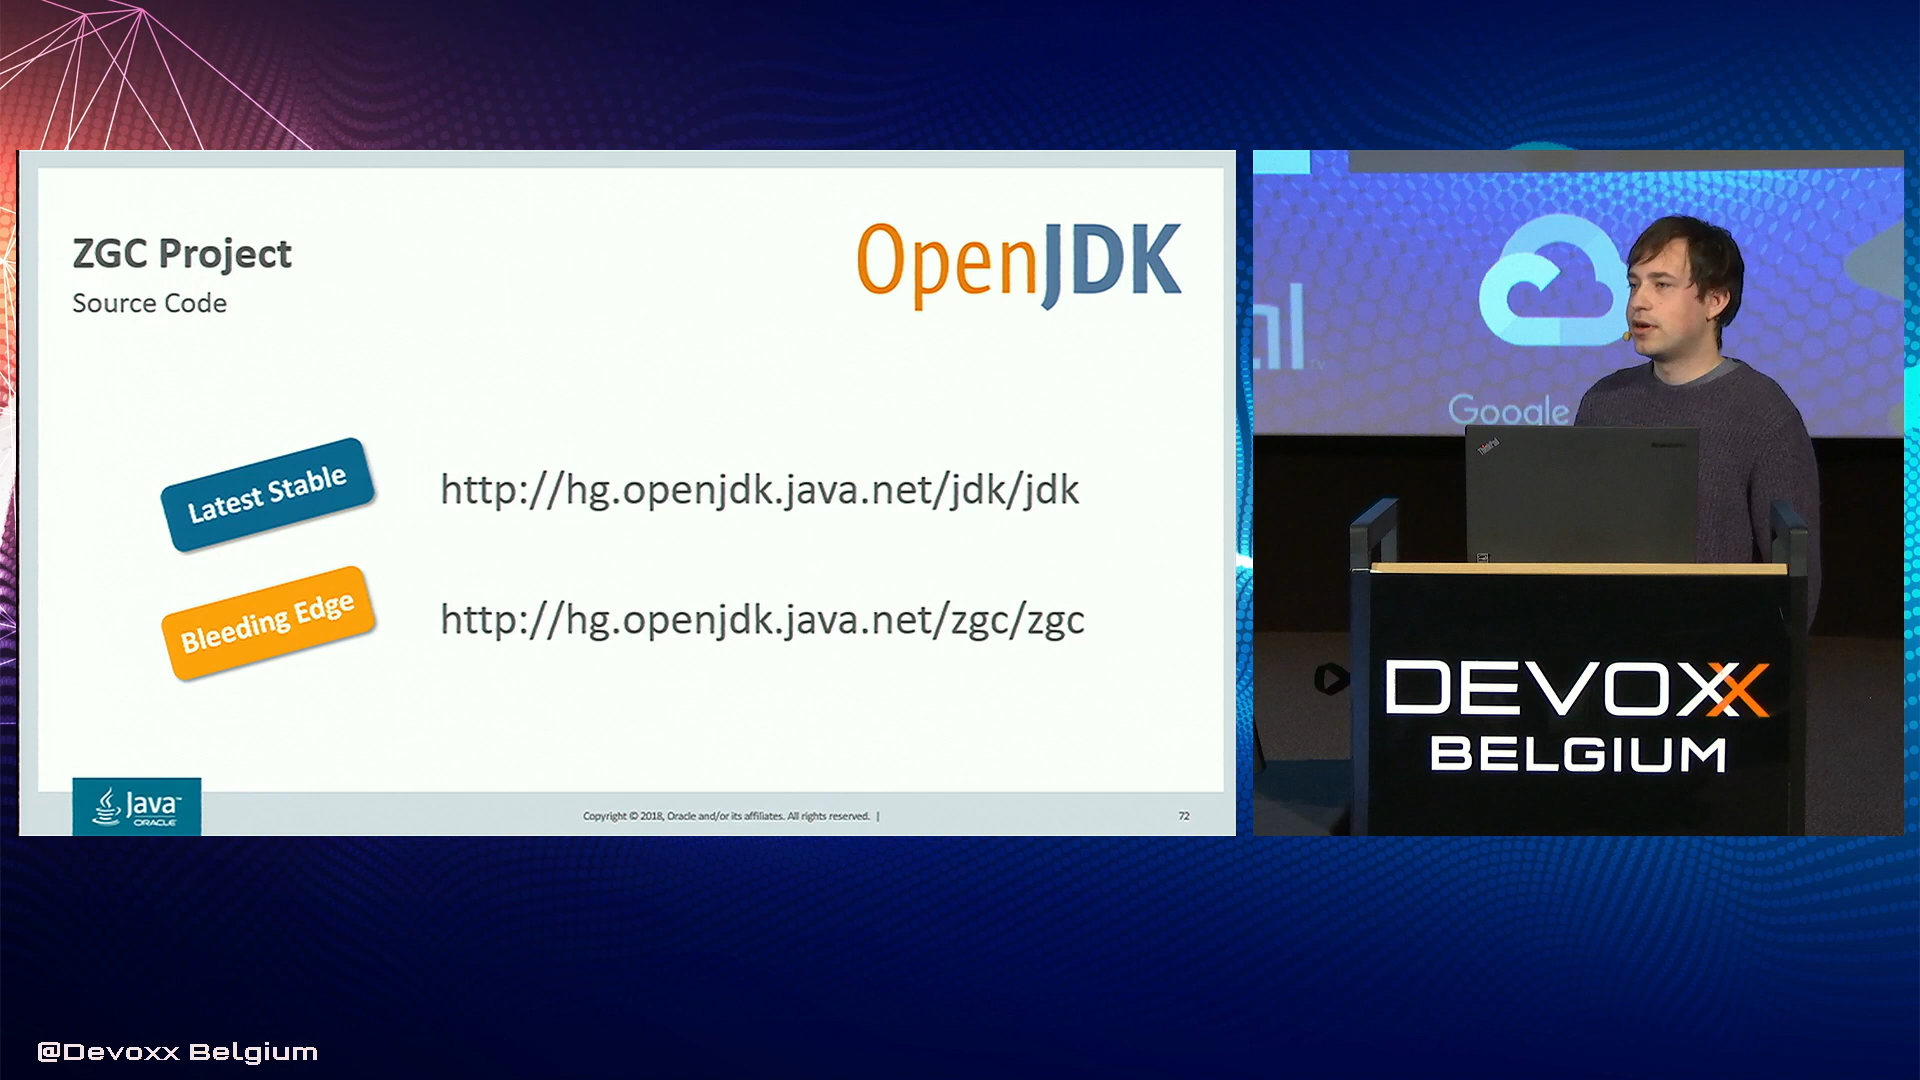 ZGC Project
Source Code
OpenJDK
Latest Stable
http://hg.openjdk.java.net/jdk/jdk
Bleeding Edge
http://hg.openjdk.java.net/zgc/zgc
Java™
ORACLE
Copyright © 2018, Oracle and/or its affiliates. All rights reserved. |
72
Google
ThinkPad
DEVOXX
BELGIUM
@Devoxx Belgium